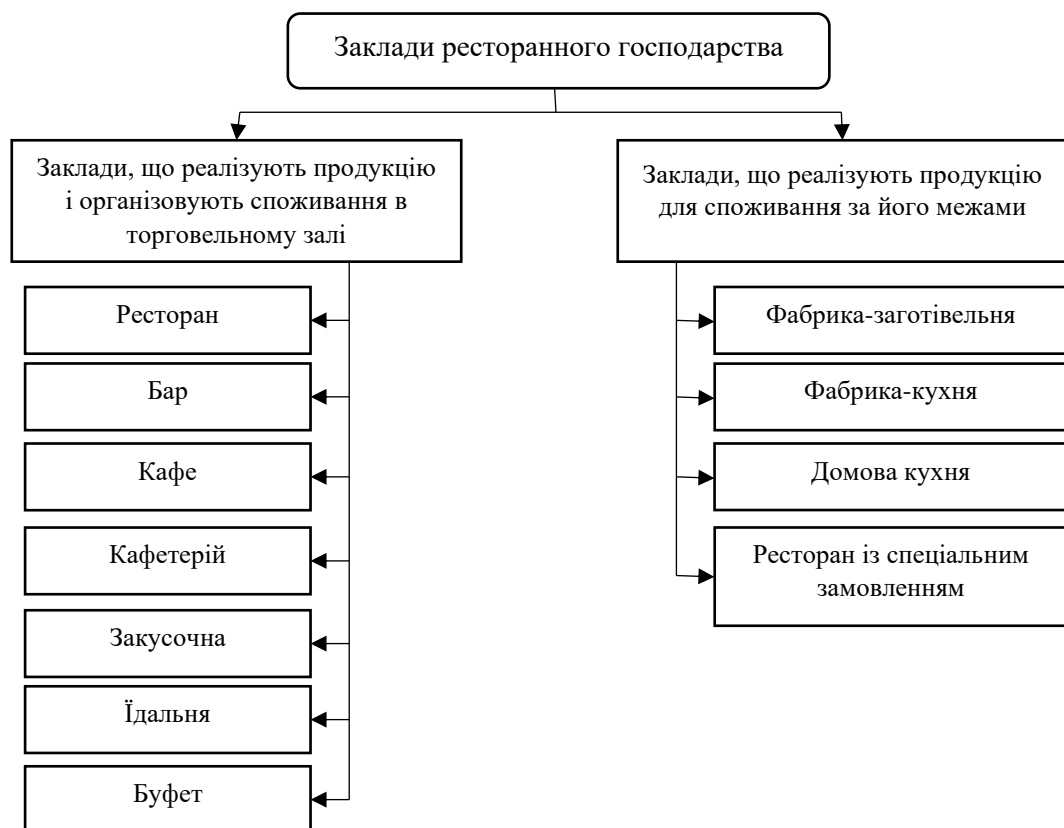 Заклади ресторанного господарства
Заклади, що реалізують продукцію
і організовують споживання в
торговельному залі
Ресторан
Бар
Кафе
Кафетерій
Закусочна
Їдальня
Буфет
Заклади, що реалізують продукцію
для споживання за його межами
Фабрика-заготівельня
Фабрика-кухня
Домова кухня
Ресторан із спеціальним
замовленням